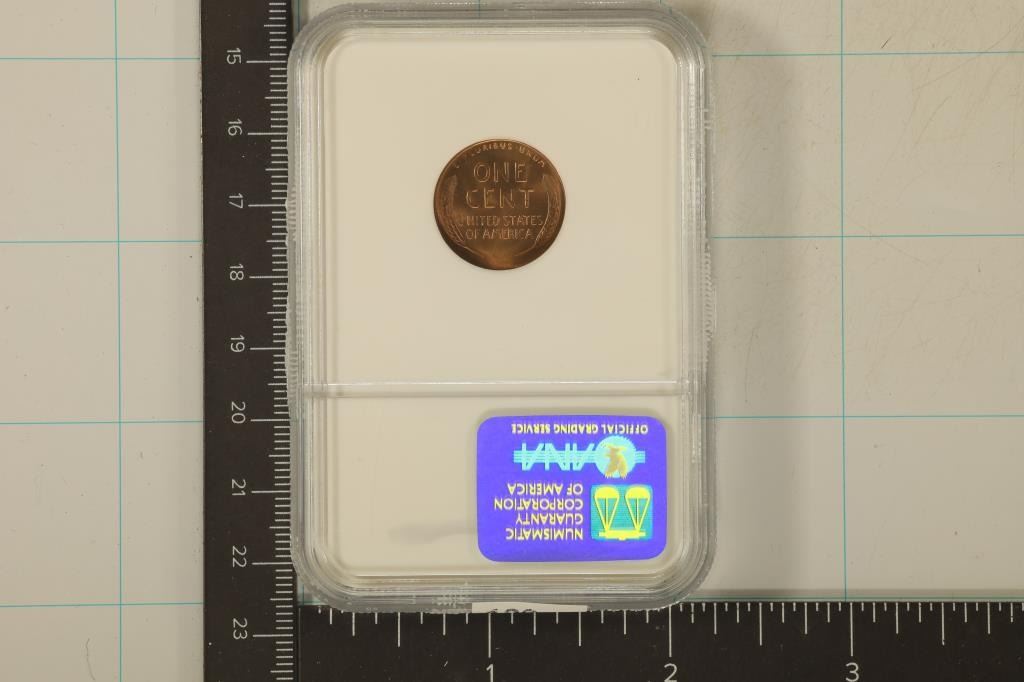 E·PLURIBUS·UNUM
ONE
CENT
UNITED STATES
OF AMERICA
OFFICIAL GRADING SERVICE
ANA
NUMISMATIC
GUARANTY
CORPORATION
OF AMERICA
15
16
17
18
19
20
21
22
23
1
2
3